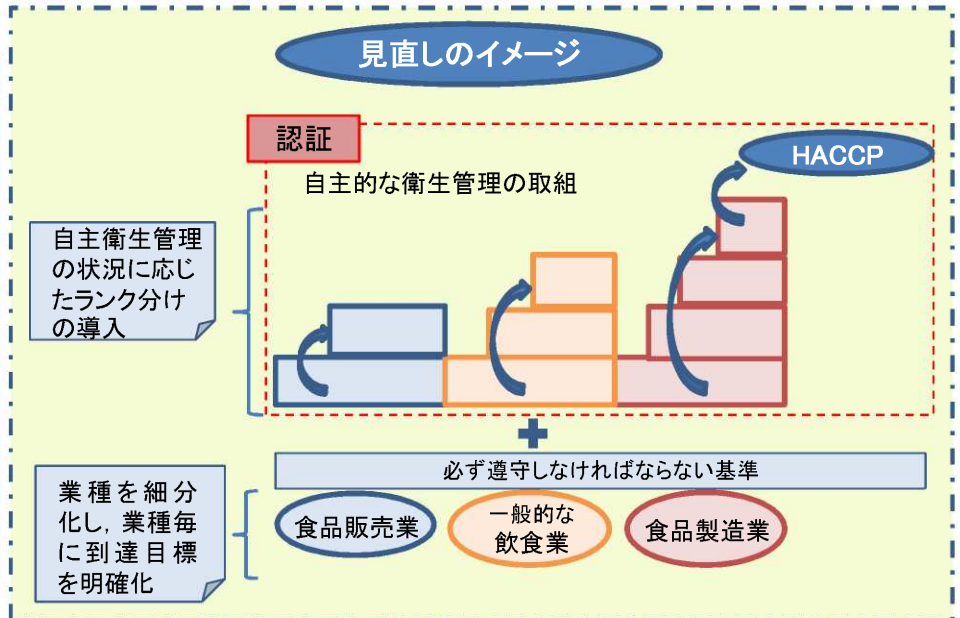 見直しのイメージ
認証
HACCP
自主的な衛生管理の取組
自主衛生管理
の状況に応じ
たランク分け
の導入
必ず遵守しなければならない基準
業種を細分
化し，業種毎
に到達目標
を明確化
食品販売業
一般的な
飲食業
食品製造業